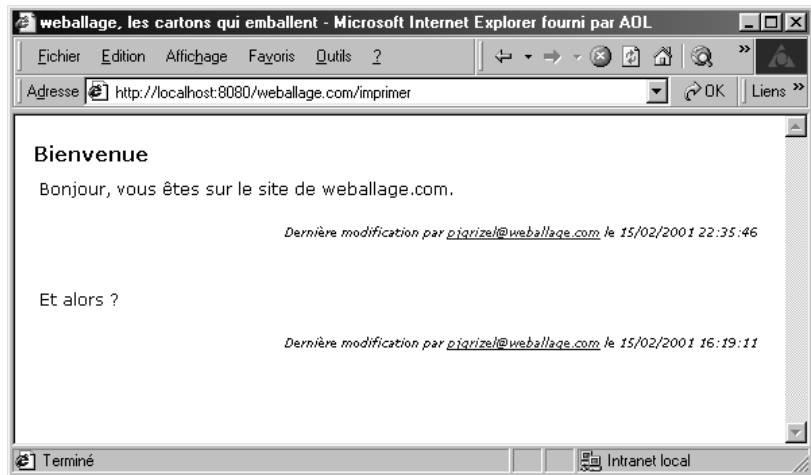 weballage, les cartons qui emballent - Microsoft Internet Explorer fourni par AOL
Fichier Edition Affichage Favoris Outils ? »
Adresse http://localhost:8080/weballage.com/imprimer OK Liens »
Bienvenue
Bonjour, vous êtes sur le site de weballage.com.
Dernière modification par pjgrizel@weballage.com le 15/02/2001 22:35:46
Et alors ?
Dernière modification par pjgrizel@weballage.com le 15/02/2001 16:19:11
Terminé Intranet local